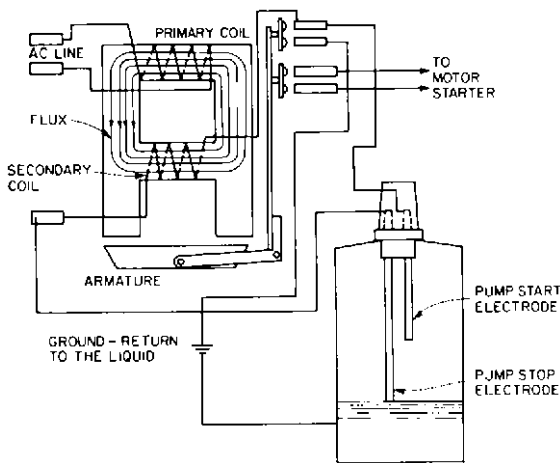 PRIMARY COIL
AC LINE
TO
MOTOR
STARTER
FLUX
SECONDARY
COIL
ARMATURE
PUMP START
ELECTRODE
GROUND - RETURN
TO THE LIQUID
PUMP STOP
ELECTRODE